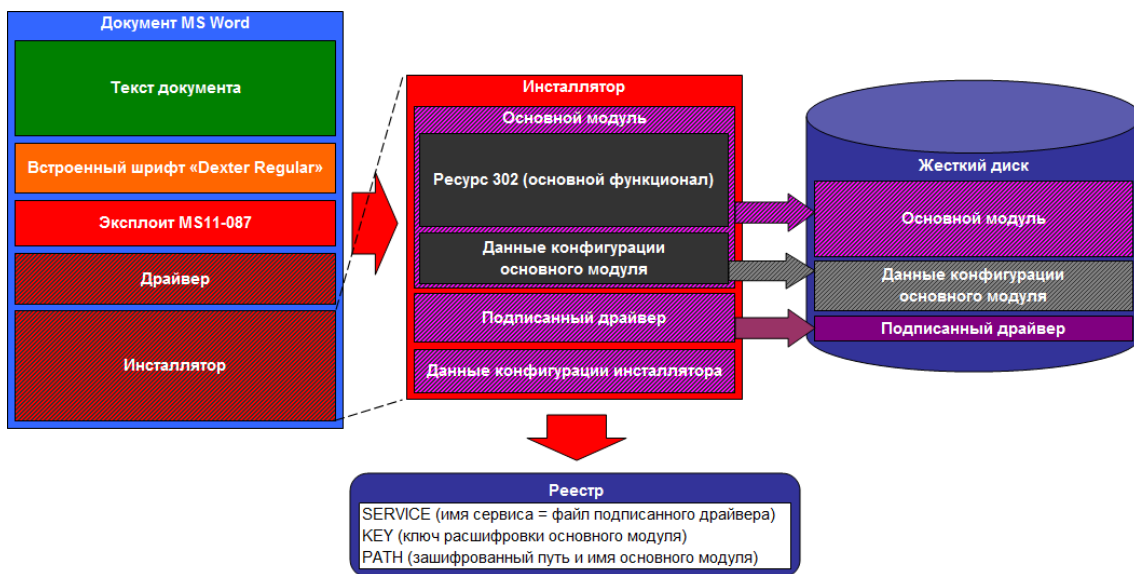 Документ MS Word
Текст документа
Встроенный шрифт «Dexter Regular»
Эксплоит MS11-087
Драйвер
Инсталлятор
Инсталлятор
Основной модуль
Ресурс 302 (основной функционал)
Данные конфигурации
основного модуля
Подписанный драйвер
Данные конфигурации инсталлятора
Жесткий диск
Основной модуль
Данные конфигурации
основного модуля
Подписанный драйвер
Реестр
SERVICE (имя сервиса = файл подписанного драйвера)
KEY (ключ расшифровки основного модуля)
PATH (зашифрованный путь и имя основного модуля)